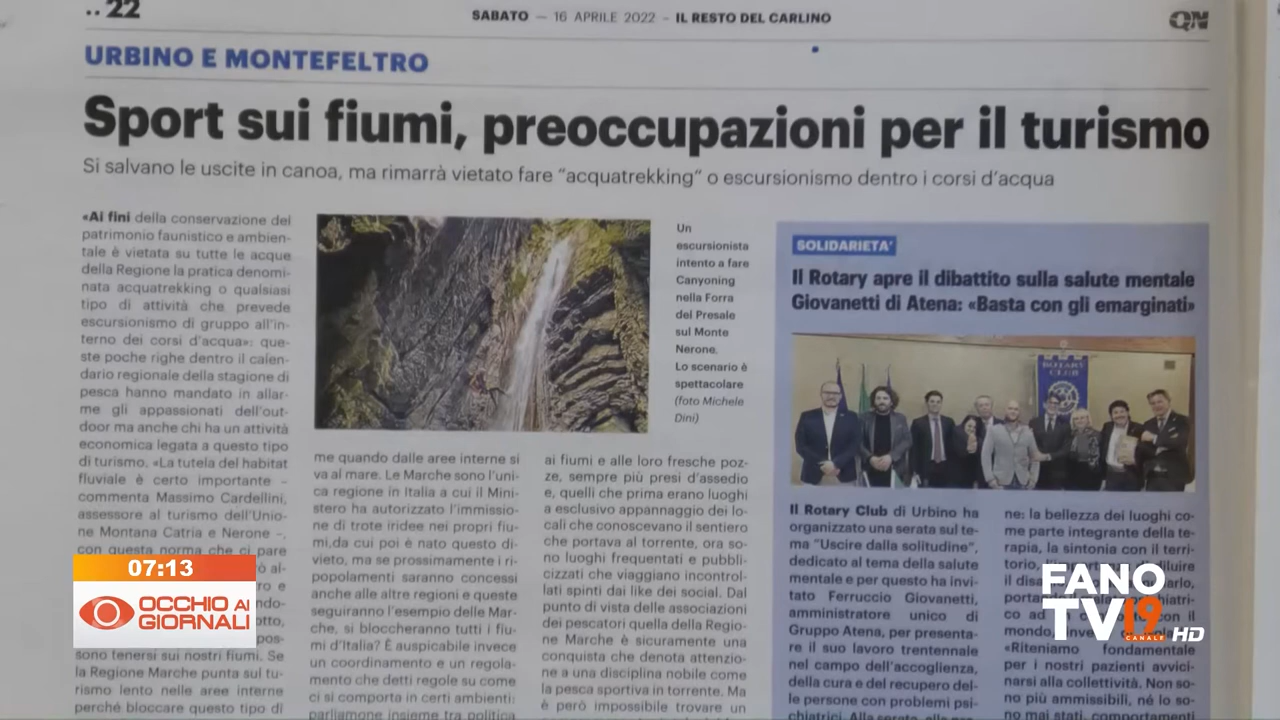 .. 22
SABATO — 16 APRILE 2022 – IL RESTO DEL CARLINO
QN
URBINO E MONTEFELTRO
Sport sui fiumi, preoccupazioni per il turismo
Si salvano le uscite in canoa, ma rimarrà vietato fare “acquatrekking” o escursionismo dentro i corsi d’acqua
«Ai fini della conservazione del
patrimonio faunistico e ambien-
tale è vietata su tutte le acque
della Regione la pratica denomi-
nata acquatrekking o qualsiasi
tipo di attività che prevede
escursionismo di gruppo all’in-
terno dei corsi d’acqua»: que-
ste poche righe dentro il calen-
dario regionale della stagione di
pesca hanno mandato in allar-
me gli appassionati dell’out-
door ma anche chi ha un attività
economica legata a questo tipo
di turismo. «La tutela del habitat
fluviale è certo importante –
commenta Massimo Cardellini,
assessore al turismo dell’Unio-
ne Montana Catria e Nerone –,
con questa norma che ci pare
sono tenersi sui nostri fiumi. Se
la Regione Marche punta sul tu-
rismo lento nelle aree interne
perché bloccare questo tipo di
Un
escursionista
intento a fare
Canyoning
nella Forra
del Presale
sul Monte
Nerone.
Lo scenario è
spettacolare
(foto Michele
Dini)
me quando dalle aree interne si
va al mare. Le Marche sono l’uni-
ca regione in Italia a cui il Mini-
stero ha autorizzato l’immissio-
ne di trote iridee nei propri fiu-
mi,da cui poi è nato questo di-
vieto, ma se prossimamente i ri-
popolamenti saranno concessi
anche alle altre regioni e queste
seguono l’esempio delle Mar-
che, si bloccheranno tutti i fiu-
mi d’Italia? È auspicabile invece
un coordinamento e un regola-
mento che detti regole su come
ci si comporta in certi ambienti:
parliamone insieme tra politica
ai fiumi e alle loro fresche poz-
ze, sempre più presi d’assedio
e, quelli che prima erano luoghi
a esclusivo appannaggio dei lo-
cali che conoscevano il sentiero
che portava al torrente, ora so-
no luoghi frequentati e pubbli-
cizzati che viaggiano incontrol-
lati spinti dai like dei social. Dal
punto di vista delle associazioni
dei pescatori quella della Regio-
ne Marche è sicuramente una
conquista che denota attenzio-
ne a una disciplina nobile come
la pesca sportiva in torrente. Ma
è però impossibile trovare un
SOLIDARIETA’
Il Rotary apre il dibattito sulla salute mentale
Giovanetti di Atena: «Basta con gli emarginati»
ROTARY
CLUB
Il Rotary Club di Urbino ha
organizzato una serata sul te-
ma “Uscire dalla solitudine”,
dedicato al tema della salute
mentale e per questo ha invi-
tato Ferruccio Giovanetti,
amministratore unico di
Gruppo Atena, per presenta-
re il suo lavoro trentennale
nel campo dell’accoglienza,
della cura e del recupero del-
le persone con problemi psi-
chiatrici. Alla serata, alla
ne: la bellezza dei luoghi co-
me parte integrante della te-
rapia, la sintonia con il terri-
«Riteniamo fondamentale
per i nostri pazienti avvici-
narsi alla collettività. Non so-
no più ammissibili, né lo so-
no mai stati, comportamen
07:13
OCCHIO AI
GIORNALI
FANO
TV 19
CANALE HD